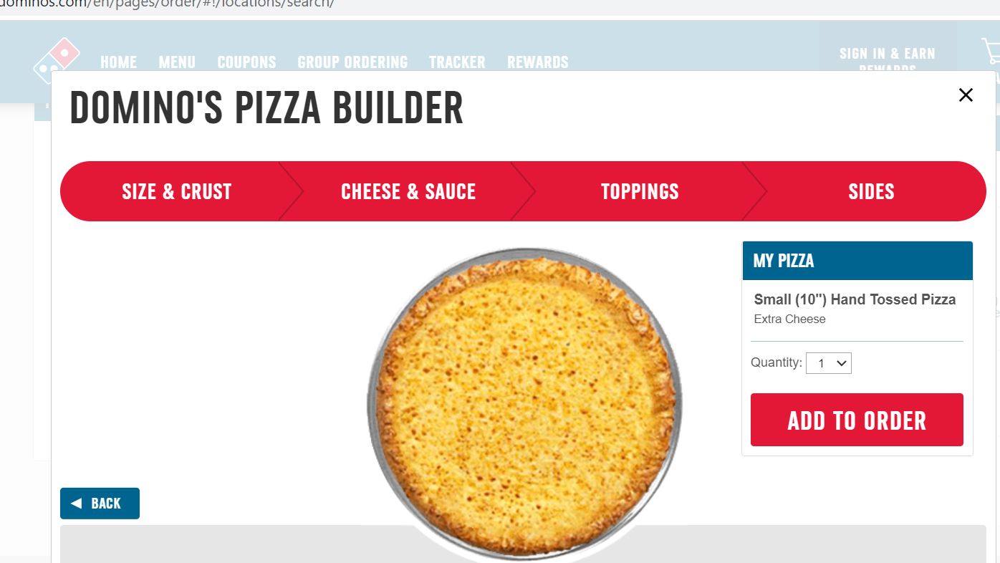 dominos.com/en/pages/order/#!/locations/search/
HOME MENU COUPONS GROUP ORDERING TRACKER REWARDS
SIGN IN & EARN
REWARDS
DOMINO'S PIZZA BUILDER
SIZE & CRUST CHEESE & SAUCE TOPPINGS SIDES
MY PIZZA
Small (10") Hand Tossed Pizza
Extra Cheese
Quantity: 1
ADD TO ORDER
BACK